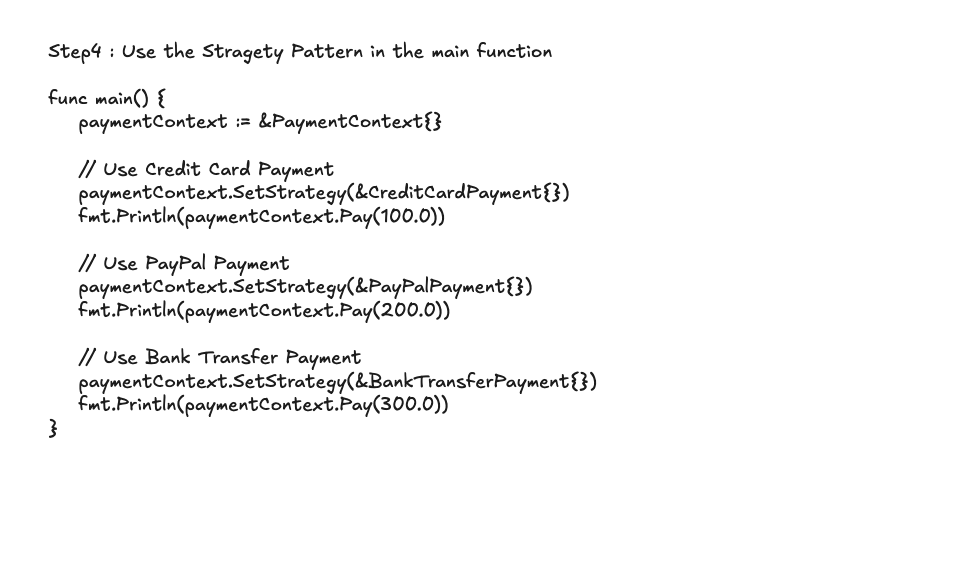 Step4 : Use the Stragety Pattern in the main function
func main() {
paymentContext := &PaymentContext{}
// Use Credit Card Payment
paymentContext.SetStrategy(&CreditCardPayment{})
fmt.Println(paymentContext.Pay(100.0))
// Use PayPal Payment
paymentContext.SetStrategy(&PayPalPayment{})
fmt.Println(paymentContext.Pay(200.0))
// Use Bank Transfer Payment
paymentContext.SetStrategy(&BankTransferPayment{})
fmt.Println(paymentContext.Pay(300.0))
}